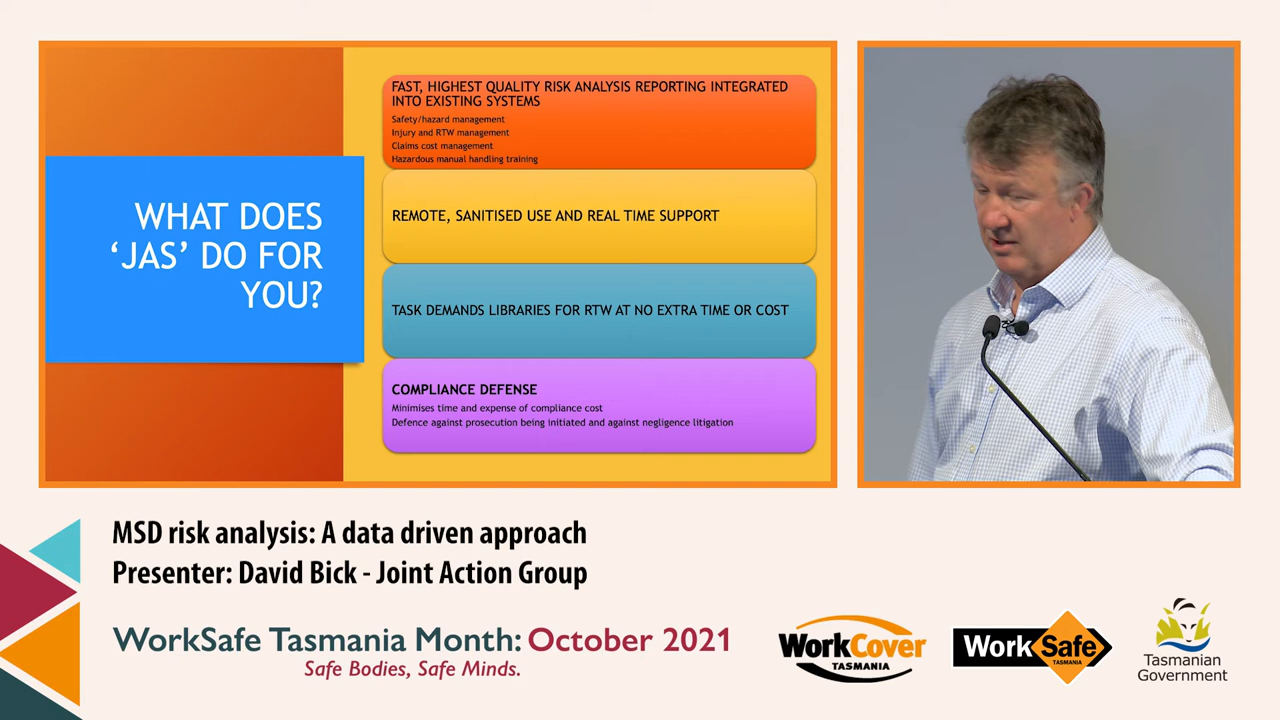 WHAT DOES
‘JAS’ DO FOR
YOU?
FAST, HIGHEST QUALITY RISK ANALYSIS REPORTING INTEGRATED
INTO EXISTING SYSTEMS
Safety/hazard management
Injury and RTW management
Claims cost management
Hazardous manual handling training
REMOTE, SANITISED USE AND REAL TIME SUPPORT
TASK DEMANDS LIBRARIES FOR RTW AT NO EXTRA TIME OR COST
COMPLIANCE DEFENSE
Minimises time and expense of compliance cost
Defence against prosecution being initiated and against negligence litigation
MSD risk analysis: A data driven approach
Presenter: David Bick - Joint Action Group
WorkSafe Tasmania Month: October 2021
Safe Bodies, Safe Minds.
WorkCover
TASMANIA
WorkSafe
TASMANIA
Tasmanian
Government